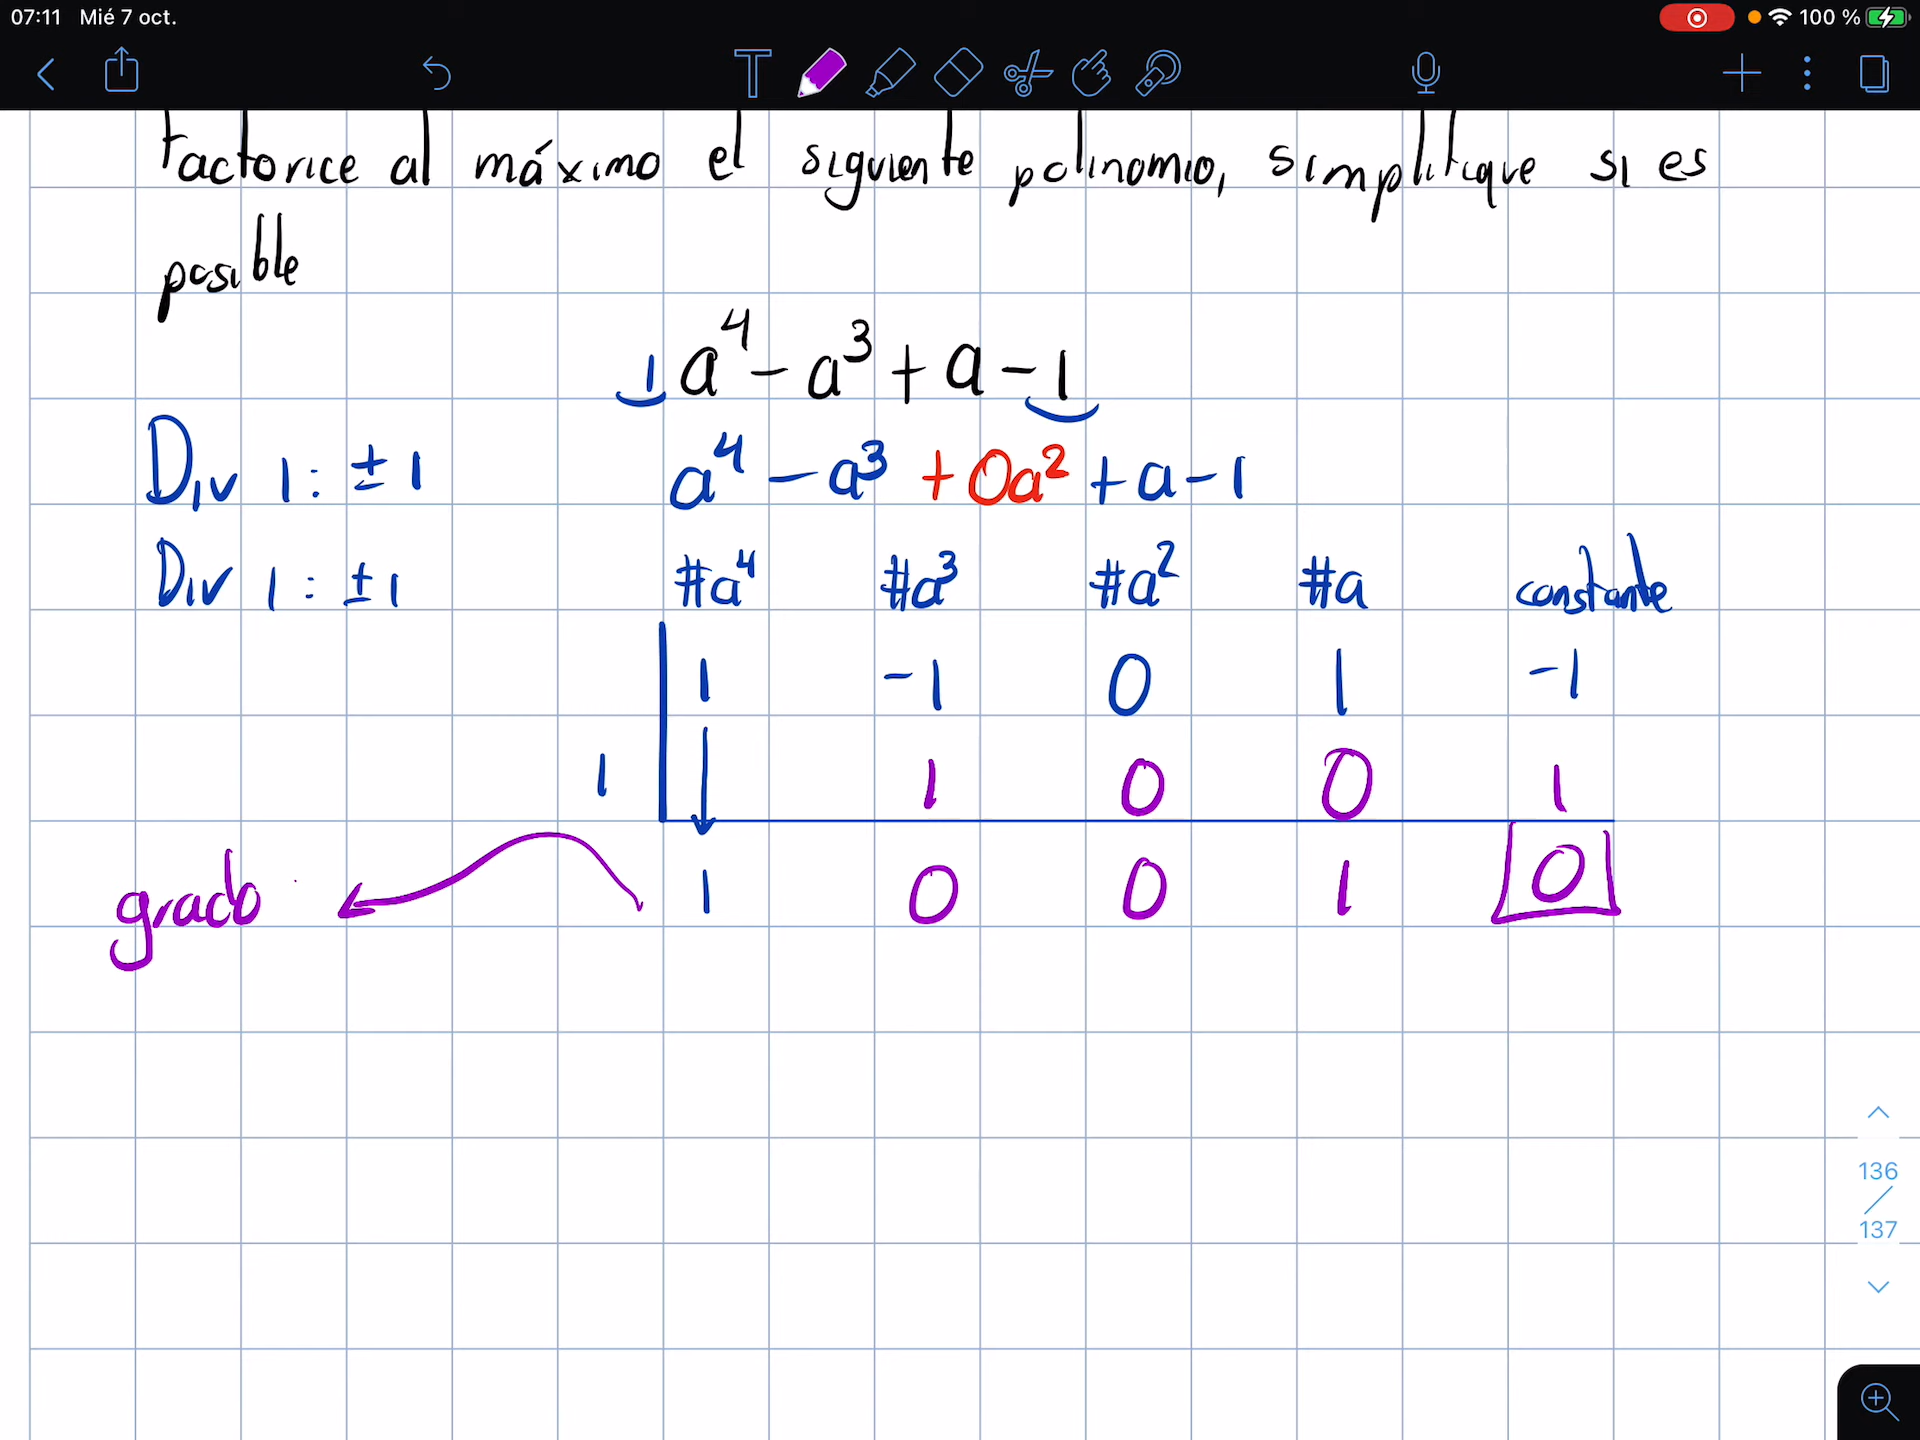 07:11 Mié 7 oct.
100 %
T
Factorice al máximo el siguiente polinomio, simplifique si es
posible
1 a⁴ - a³ + a - 1
Div 1 : ± 1
a⁴ - a³ + 0a² + a - 1
Div 1 : ± 1
#a⁴ #a³ #a² #a constante
1 -1 0 1 -1
1 1 0 0 1
grado 1 0 0 1 0
136
/
137